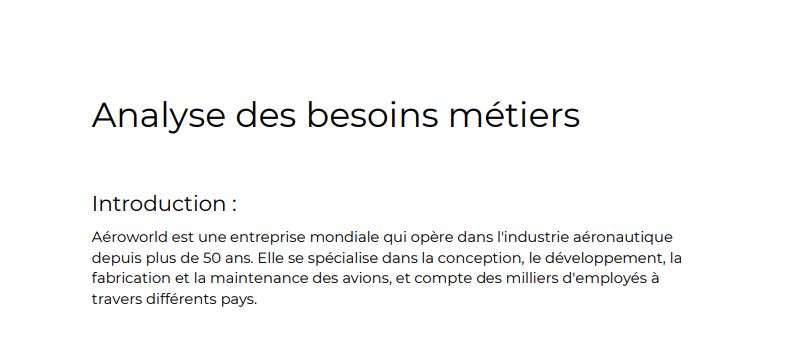 Analyse des besoins métiers
Introduction :
Aéroworld est une entreprise mondiale qui opère dans l'industrie aéronautique
depuis plus de 50 ans. Elle se spécialise dans la conception, le développement, la
fabrication et la maintenance des avions, et compte des milliers d'employés à
travers différents pays.